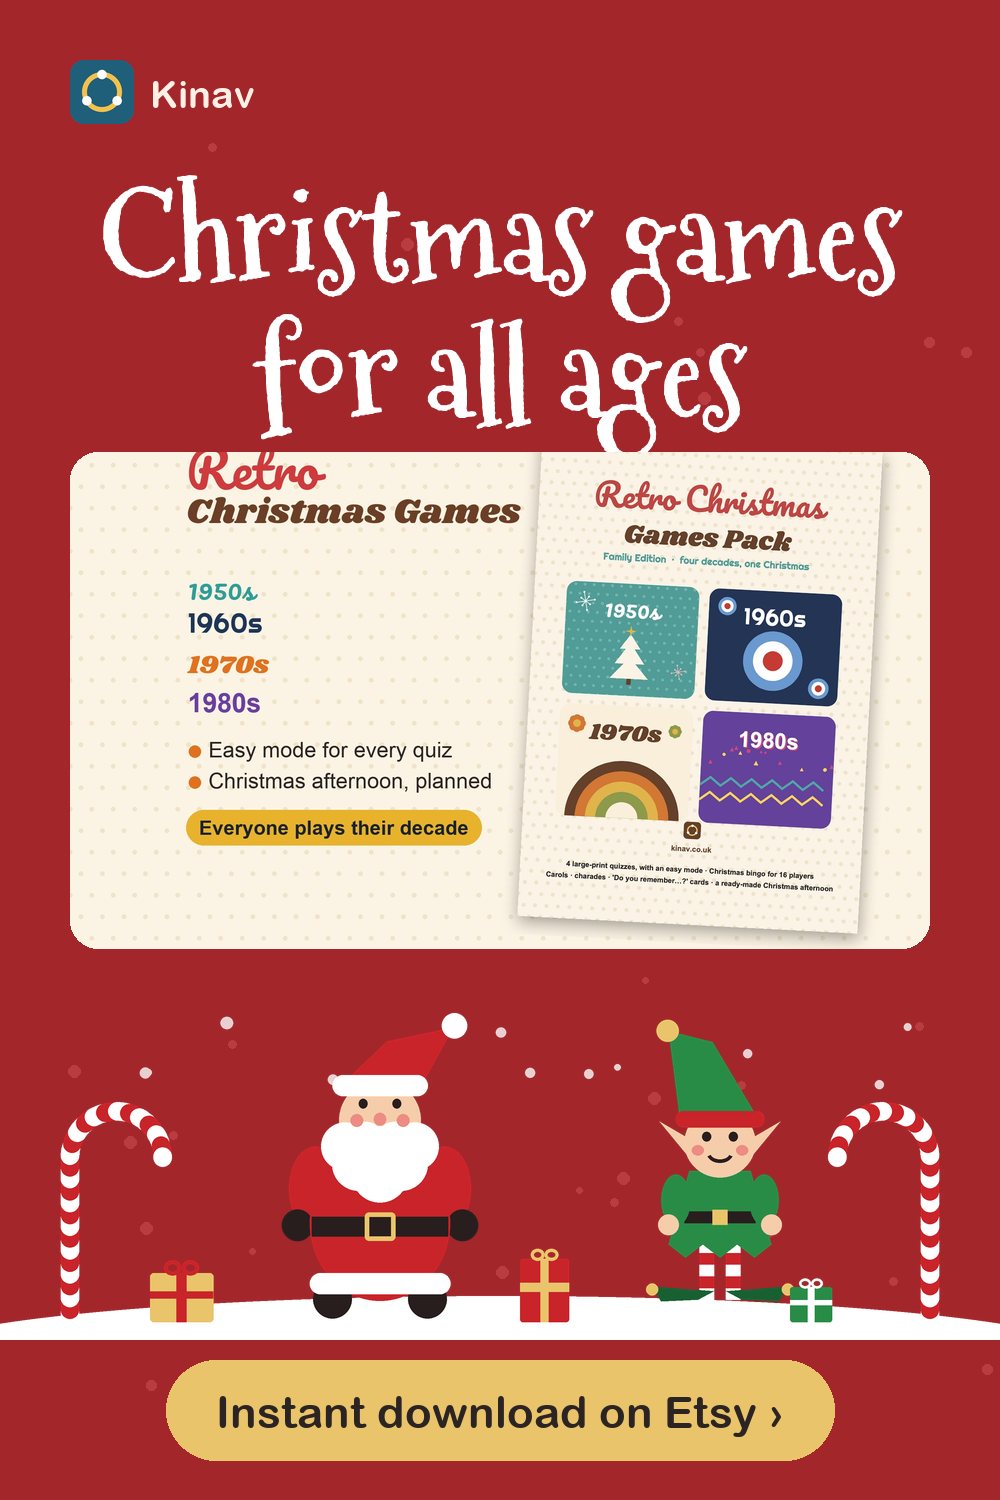 Kinav
Christmas games
for all ages
Retro
Christmas Games
1950s
1960s
1970s
1980s
Easy mode for every quiz
Christmas afternoon, planned
Everyone plays their decade
Retro Christmas
Games Pack
Family Edition · four decades, one Christmas
1950s
1960s
1970s
1980s
kinav.co.uk
4 large-print quizzes, with an easy mode · Christmas bingo for 16 players
Carols · charades · "Do you remember…?" cards · a ready-made Christmas afternoon
Instant download on Etsy ›